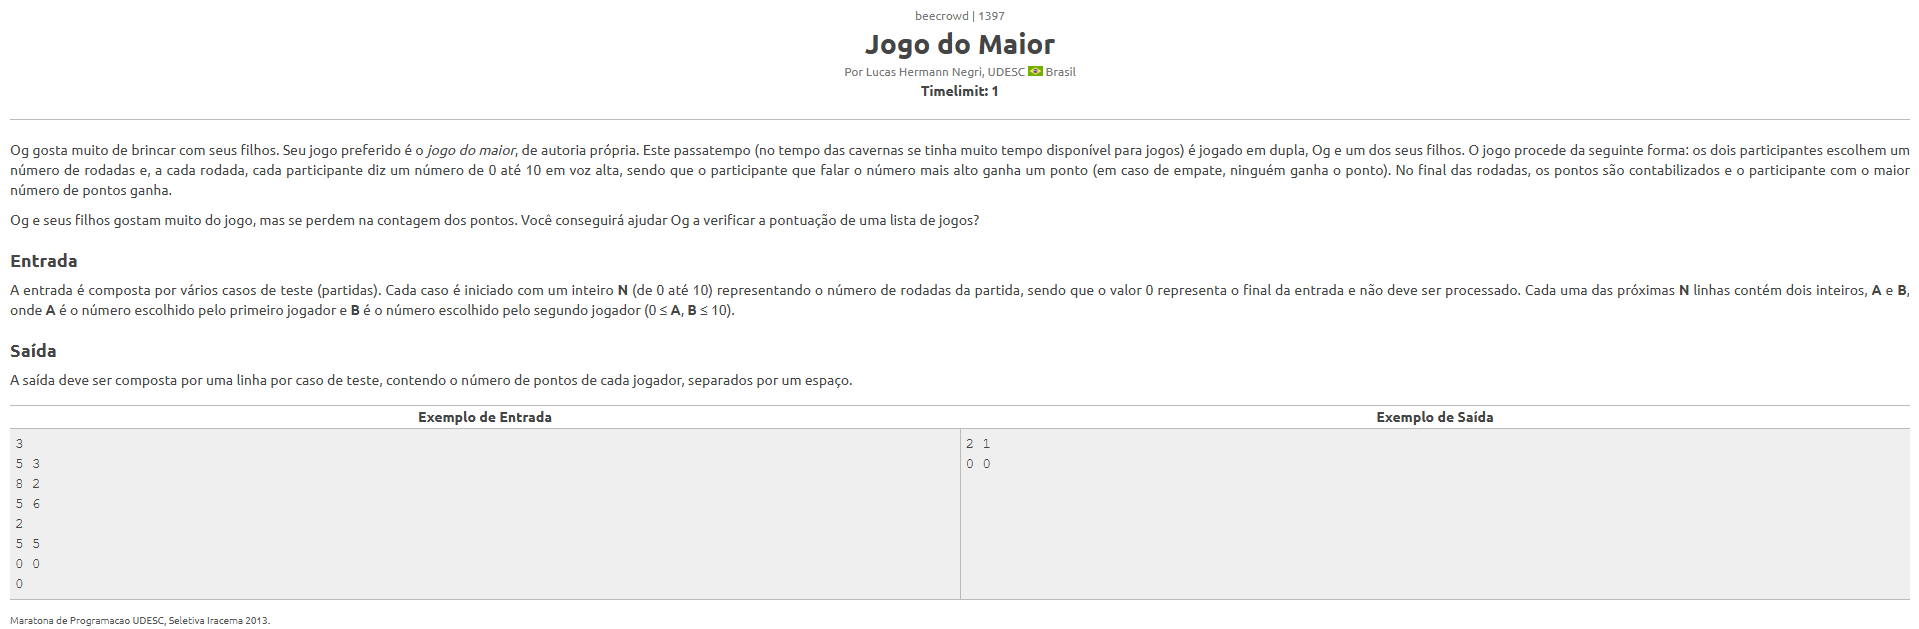 beecrowd | 1397
Jogo do Maior
Por Lucas Hermann Negri, UDESC Brasil
Timelimit: 1
Og gosta muito de brincar com seus filhos. Seu jogo preferido é o jogo do maior, de autoria própria. Este passatempo (no tempo das cavernas se tinha muito tempo disponível para jogos) é jogado em dupla, Og e um dos seus filhos. O jogo procede da seguinte forma: os dois participantes escolhem um
número de rodadas e, a cada rodada, cada participante diz um número de 0 até 10 em voz alta, sendo que o participante que falar o número mais alto ganha um ponto (em caso de empate, ninguém ganha o ponto). No final das rodadas, os pontos são contabilizados e o participante com o maior
número de pontos ganha.
Og e seus filhos gostam muito do jogo, mas se perdem na contagem dos pontos. Você conseguirá ajudar Og a verificar a pontuação de uma lista de jogos?
Entrada
A entrada é composta por vários casos de teste (partidas). Cada caso é iniciado com um inteiro N (de 0 até 10) representando o número de rodadas da partida, sendo que o valor 0 representa o final da entrada e não deve ser processado. Cada uma das próximas N linhas contém dois inteiros, A e B,
onde A é o número escolhido pelo primeiro jogador e B é o número escolhido pelo segundo jogador (0 ≤ A, B ≤ 10).
Saída
A saída deve ser composta por uma linha por caso de teste, contendo o número de pontos de cada jogador, separados por um espaço.
Exemplo de Entrada
Exemplo de Saída
3
5 3
8 2
5 6
2
5 5
0 0
0
2 1
0 0
Maratona de Programacao UDESC, Seletiva Iracema 2013.